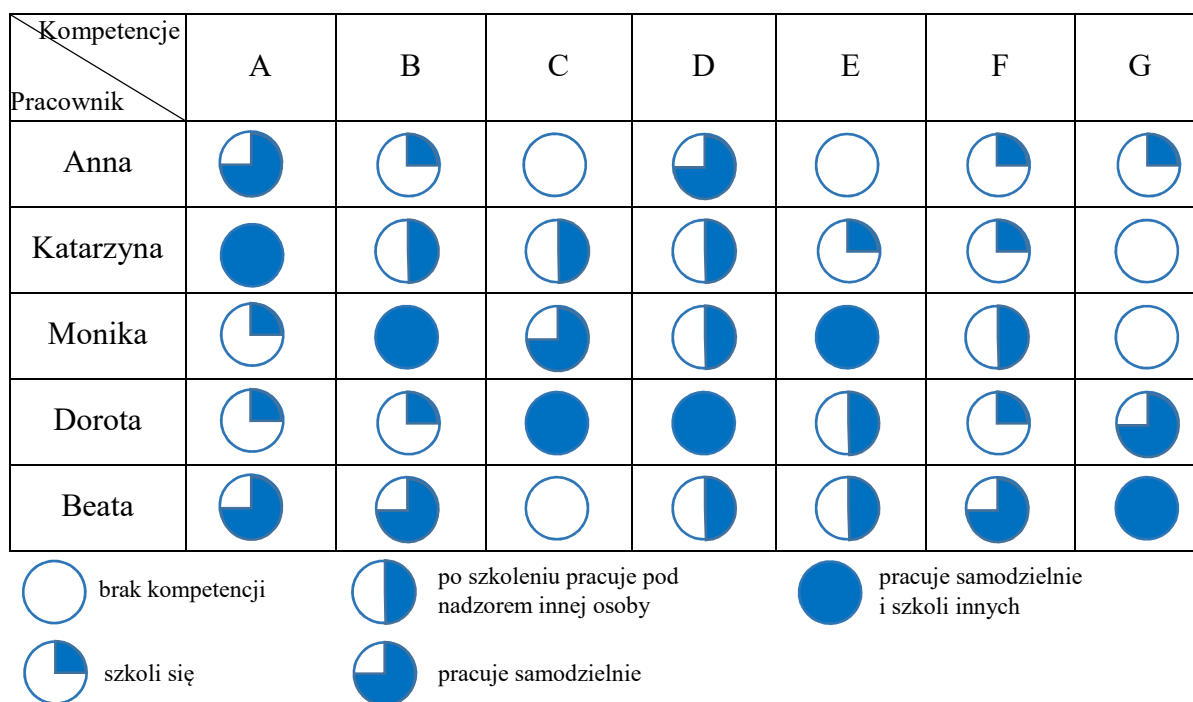 Kompetencje
Pracownik
A B C D E F G
Anna
Katarzyna
Monika
Dorota
Beata
brak kompetencji
po szkoleniu pracuje pod
nadzorem innej osoby
pracuje samodzielnie
i szkoli innych
szkoli się
pracuje samodzielnie